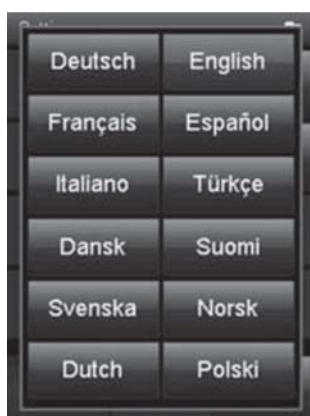 Deutsch English
Français Español
Italiano Türkçe
Dansk Suomi
Svenska Norsk
Dutch Polski